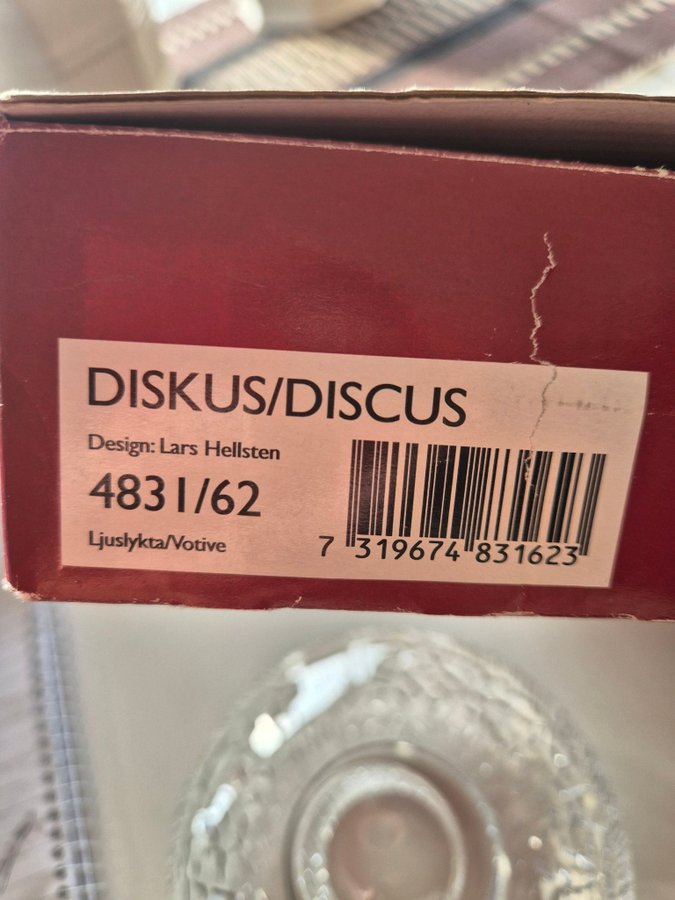 DISKUS/DISCUS
Design: Lars Hellsten
4831/62
Ljuslykta/Votive
7 319674 831623